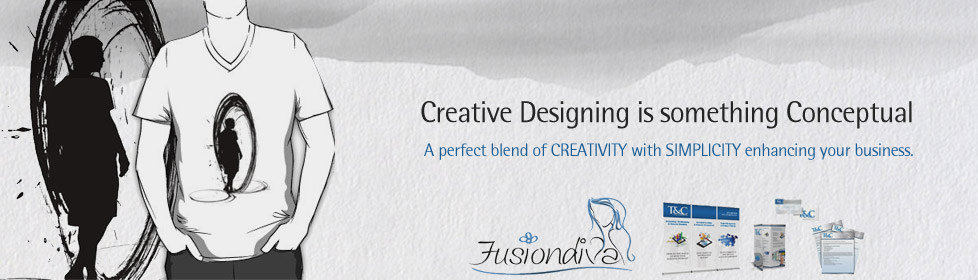 Creative Designing is something Conceptual
A perfect blend of CREATIVITY with SIMPLICITY enhancing your business.
Fusiondiva
T&C
T&C
T&C